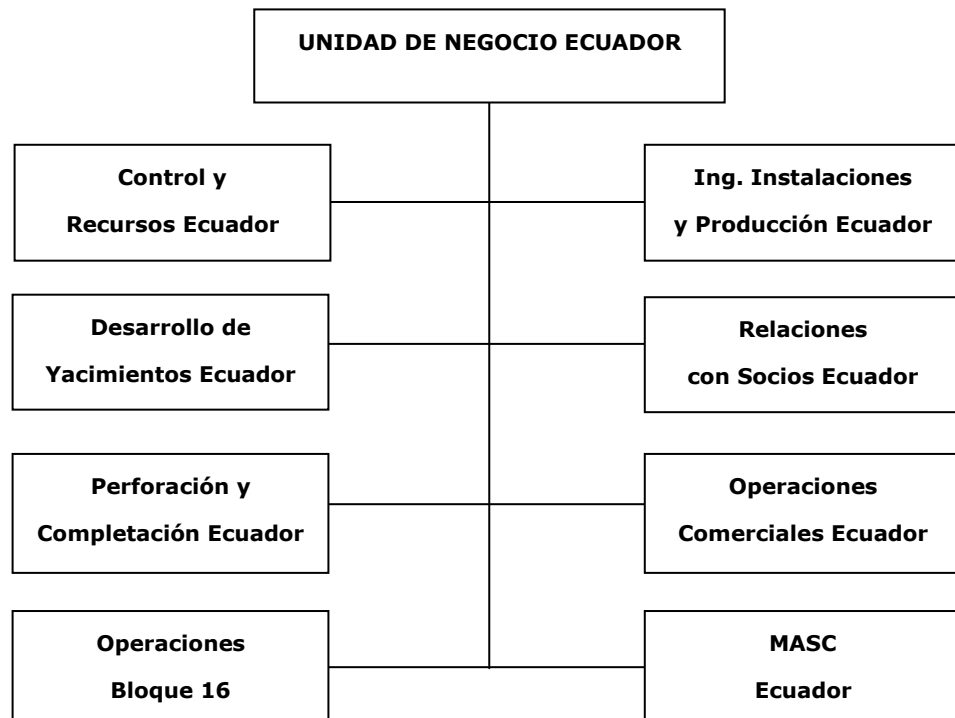 UNIDAD DE NEGOCIO ECUADOR
Control y
Recursos Ecuador
Ing. Instalaciones
y Producción Ecuador
Desarrollo de
Yacimientos Ecuador
Relaciones
con Socios Ecuador
Perforación y
Completación Ecuador
Operaciones
Comerciales Ecuador
Operaciones
Bloque 16
MASC
Ecuador